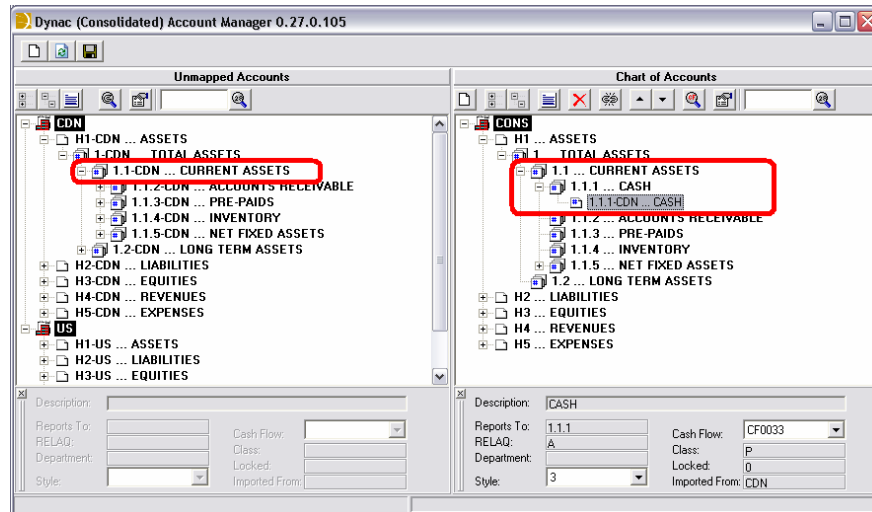 Dynac (Consolidated) Account Manager 0.27.0.105
Unmapped Accounts
CDN
H1-CDN ... ASSETS
1-CDN ... TOTAL ASSETS
1.1-CDN ... CURRENT ASSETS
1.1.2-CDN ... ACCOUNTS RECEIVABLE
1.1.3-CDN ... PRE-PAIDS
1.1.4-CDN ... INVENTORY
1.1.5-CDN ... NET FIXED ASSETS
1.2-CDN ... LONG TERM ASSETS
H2-CDN ... LIABILITIES
H3-CDN ... EQUITIES
H4-CDN ... REVENUES
H5-CDN ... EXPENSES
US
H1-US ... ASSETS
H2-US ... LIABILITIES
H3-US ... EQUITIES
Description:
Reports To:
RELAQ:
Department:
Style:
Cash Flow:
Class:
Locked:
Imported From:
Chart of Accounts
CONS
H1 ... ASSETS
1 ... TOTAL ASSETS
1.1 ... CURRENT ASSETS
1.1.1 ... CASH
1.1.1-CDN ... CASH
1.1.2 ... ACCOUNTS RECEIVABLE
1.1.3 ... PRE-PAIDS
1.1.4 ... INVENTORY
1.1.5 ... NET FIXED ASSETS
1.2 ... LONG TERM ASSETS
H2 ... LIABILITIES
H3 ... EQUITIES
H4 ... REVENUES
H5 ... EXPENSES
Description: CASH
Reports To: 1.1.1
RELAQ: A
Department:
Style: 3
Cash Flow: CF0033
Class: P
Locked: 0
Imported From: CDN